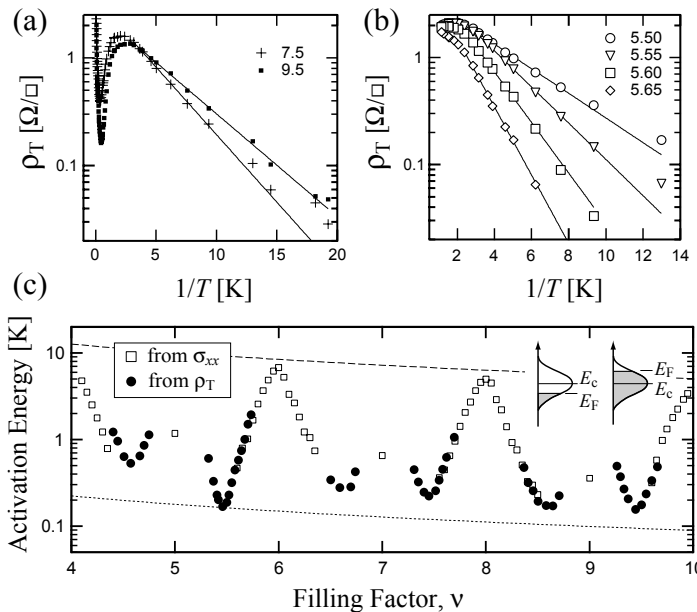 (a)
ρT [Ω/□]
1
0.1
7.5
9.5
0 5 10 15 20
1/T [K]
(b)
ρT [Ω/□]
1
0.1
5.50
5.55
5.60
5.65
2 4 6 8 10 12 14
1/T [K]
(c)
Activation Energy [K]
10
1
0.1
from σxx
from ρT
Ec
EF
EF
Ec
4 5 6 7 8 9 10
Filling Factor, ν